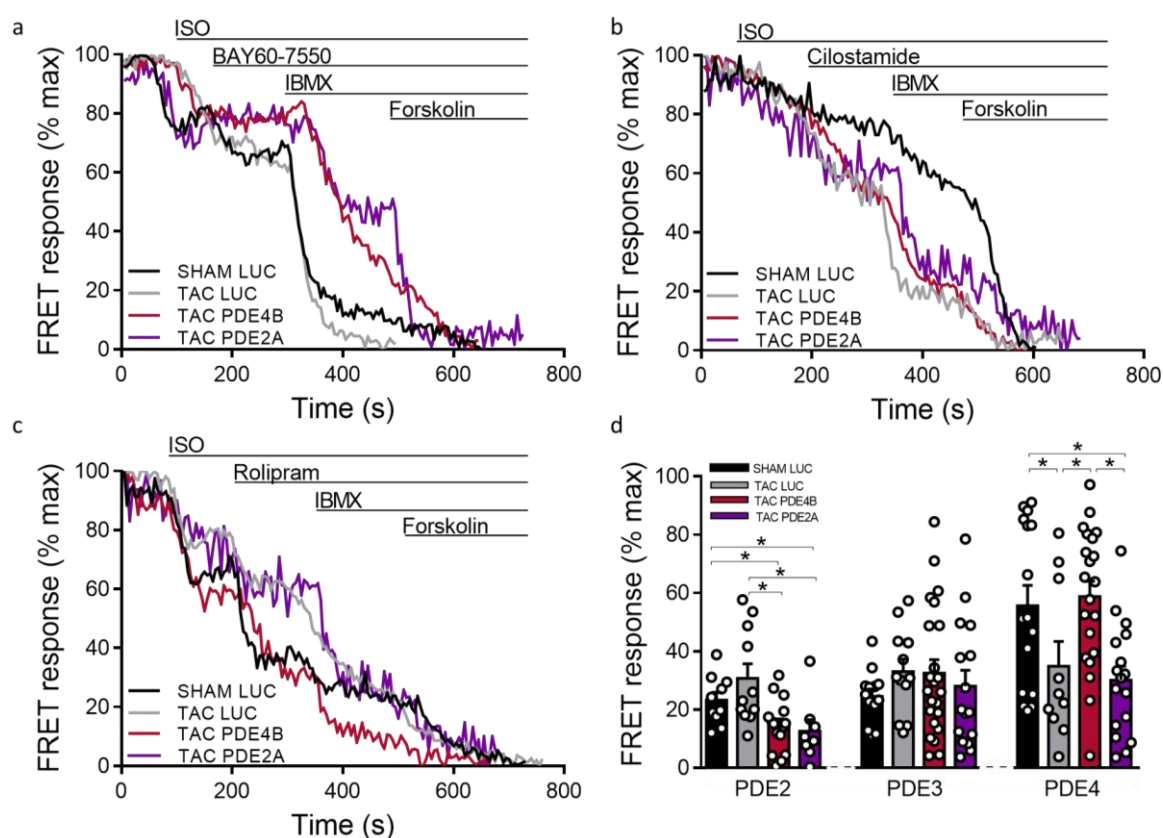 a
ISO
BAY60-7550
IBMX
Forskolin
FRET response (% max)
100
80
60
40
20
0
SHAM LUC
TAC LUC
TAC PDE4B
TAC PDE2A
0 200 400 600 800
Time (s)
b
ISO
Cilostamide
IBMX
Forskolin
FRET response (% max)
100
80
60
40
20
0
SHAM LUC
TAC LUC
TAC PDE4B
TAC PDE2A
0 200 400 600 800
Time (s)
c
ISO
Rolipram
IBMX
Forskolin
FRET response (% max)
100
80
60
40
20
0
SHAM LUC
TAC LUC
TAC PDE4B
TAC PDE2A
0 200 400 600 800
Time (s)
d
FRET response (% max)
100
80
60
40
20
0
SHAM LUC
TAC LUC
TAC PDE4B
TAC PDE2A
*
* * *
*
* *
*
PDE2 PDE3 PDE4